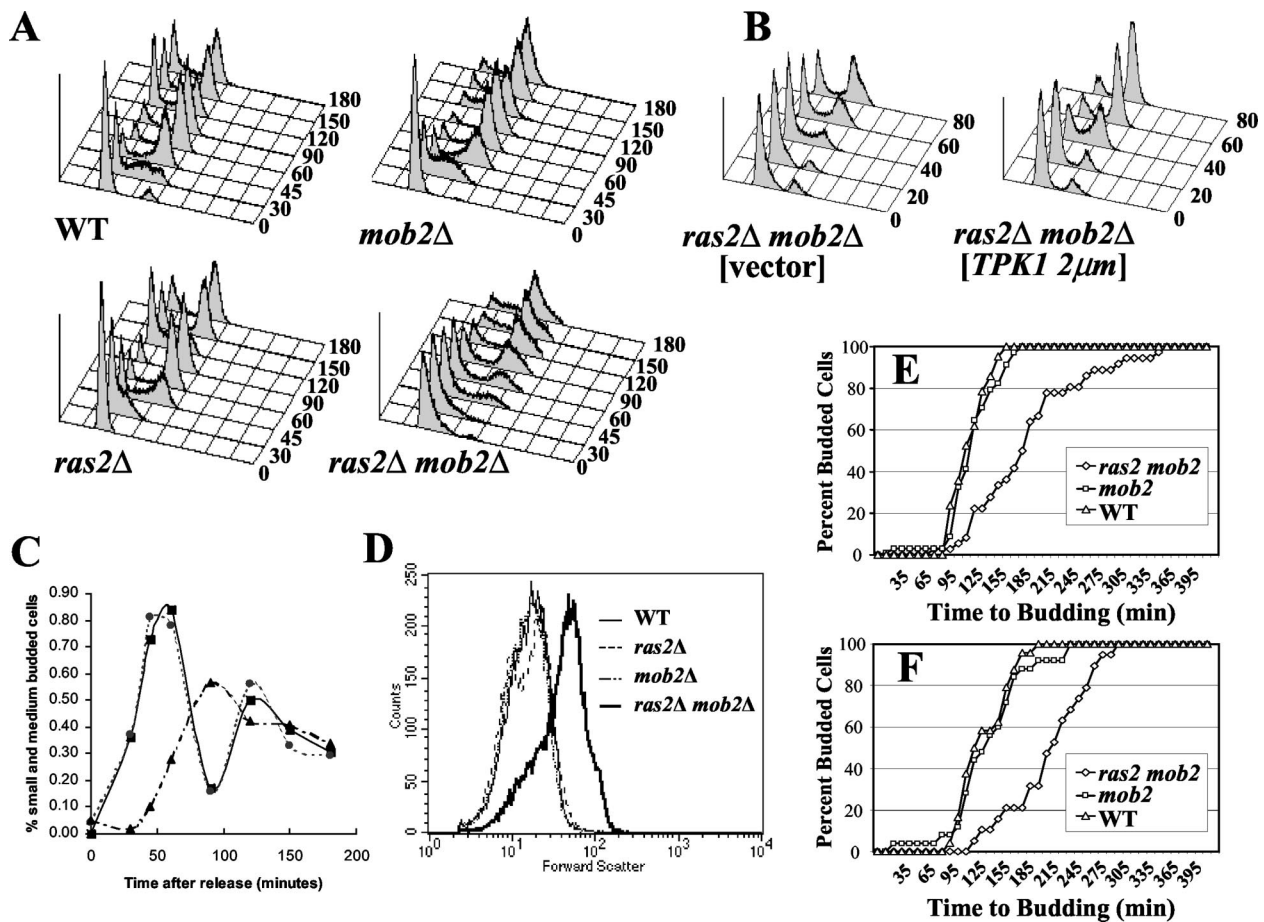 A
WT
0
30
45
60
90
120
150
180
mob2Δ
0
30
45
60
90
120
150
180
ras2Δ
0
30
45
60
90
120
150
180
ras2Δ mob2Δ
0
30
45
60
90
120
150
180
B
80
60
40
20
0
ras2Δ mob2Δ
[vector]
80
60
40
20
0
ras2Δ mob2Δ
[TPK1 2μm]
C
% small and medium budded cells
0.90
0.80
0.70
0.60
0.50
0.40
0.30
0.20
0.10
0.00
0 50 100 150 200
Time after release (minutes)
D
Counts
250
200
150
100
50
0
WT
ras2Δ
mob2Δ
ras2Δ mob2Δ
10⁰ 10¹ 10² 10³ 10⁴
Forward Scatter
E
Percent Budded Cells
100
80
60
40
20
0
ras2 mob2
mob2
WT
35 65 95 125 155 185 215 245 275 305 335 365 395
Time to Budding (min)
F
Percent Budded Cells
100
80
60
40
20
0
ras2 mob2
mob2
WT
35 65 95 125 155 185 215 245 275 305 335 365 395
Time to Budding (min)